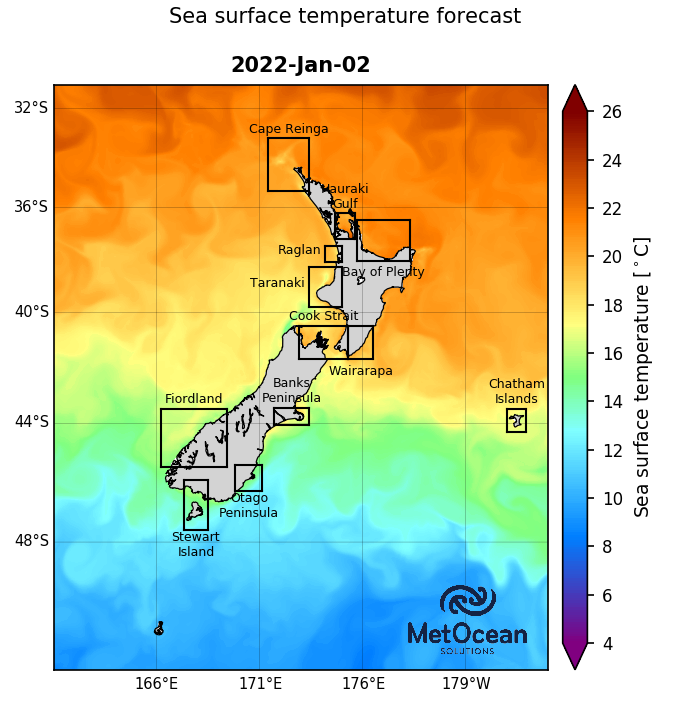 Sea surface temperature forecast
2022-Jan-02
32°S
36°S
40°S
44°S
48°S
166°E
171°E
176°E
179°W
Cape Reinga
Hauraki
Gulf
Raglan
Bay of Plenty
Taranaki
Cook Strait
Wairarapa
Banks
Peninsula
Fiordland
Chatham
Islands
Otago
Peninsula
Stewart
Island
MetOcean
SOLUTIONS
26
24
22
20
18
16
14
12
10
8
6
4
Sea surface temperature [°C]